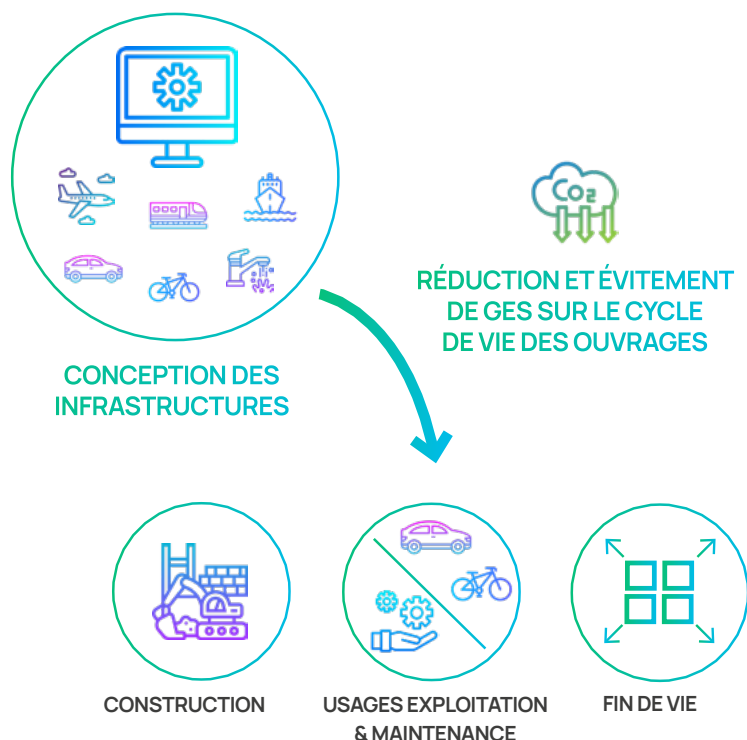 CO2
RÉDUCTION ET ÉVITEMENT
DE GES SUR LE CYCLE
DE VIE DES OUVRAGES
CONCEPTION DES
INFRASTRUCTURES
CONSTRUCTION
USAGES EXPLOITATION
& MAINTENANCE
FIN DE VIE